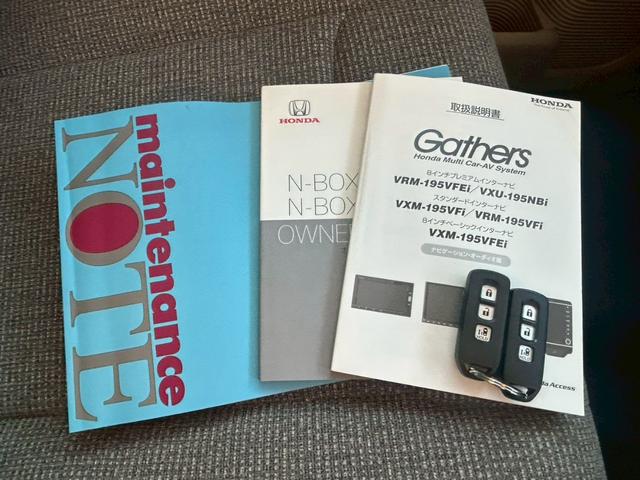 maintenance
NOTE
HONDA
N-BOX
N-BOX
OWNE
取扱説明書
HONDA
Gathers
Honda Multi Car-AV System
8インチプレミアムインターナビ
VRM-195VFEi/VXU-195NBi
スタンダードインターナビ
VXM-195VFi/VRM-195VFi
8インチベーシックインターナビ
VXM-195VFEi
ナビゲーション・オーディオ編
HOLD
HOLD
da Access